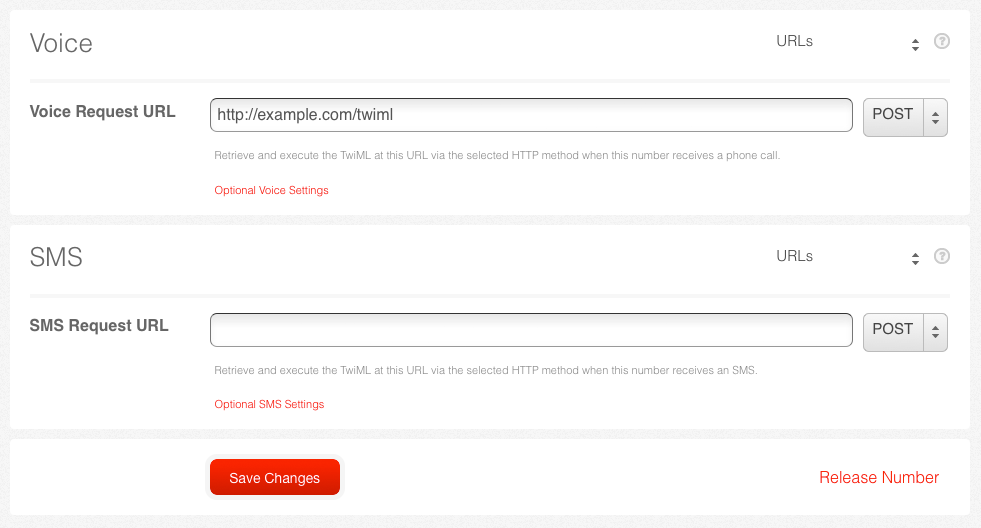 Voice
URLs
?
Voice Request URL
http://example.com/twiml
POST
Retrieve and execute the TwiML at this URL via the selected HTTP method when this number receives a phone call.
Optional Voice Settings
SMS
URLs
?
SMS Request URL
POST
Retrieve and execute the TwiML at this URL via the selected HTTP method when this number receives an SMS.
Optional SMS Settings
Save Changes
Release Number